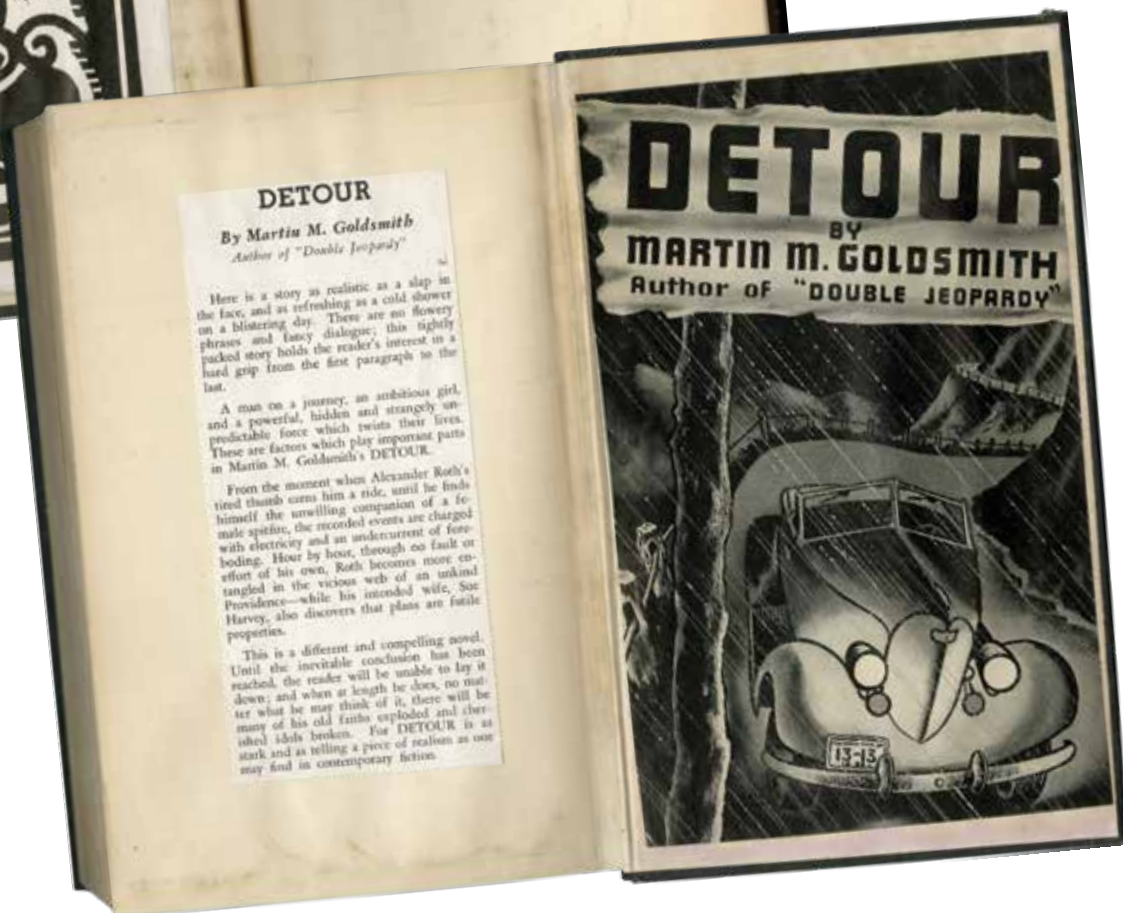 DETOUR
By Martin M. Goldsmith
Author of "Double Jeopardy"
Here is a story as realistic as a slap in
the face, and as refreshing as a cold shower
on a blistering day. There are no flowery
phrases and fancy dialogue; this tightly
packed story holds the reader's interest in a
hard grip from the first paragraph to the
last.
A man on a journey, an ambitious girl,
and a powerful, hidden and strangely un-
predictable force which twists their lives.
These are factors which play important parts
in Martin M. Goldsmith's DETOUR.
From the moment when Alexander Roth's
tired thumb earns him a ride, until he finds
himself the unwilling companion of a fe-
male spitfire, the recorded events are charged
with electricity and an undercurrent of fore-
boding. Hour by hour, through no fault or
effort of his own, Roth becomes more en-
tangled in the vicious web of an unkind
Providence—while his intended wife, Sue
Harvey, also discovers that plans are futile
properties.
This is a different and compelling novel.
Until the inevitable conclusion has been
reached, the reader will be unable to lay it
down; and when at length he does, no mat-
ter what he may think of it, there will be
many of his old faiths exploded and cher-
ished idols broken. For DETOUR is as
stark and as telling a piece of realism as one
may find in contemporary fiction.
DETOUR
BY
MARTIN M. GOLDSMITH
Author of "DOUBLE JEOPARDY"
13-13